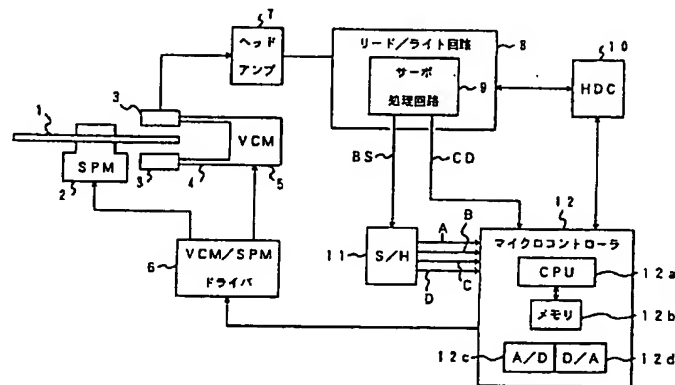 7
ヘッド
アンプ
リード/ライト回路
8
サーボ
処理回路
9
10
HDC
1
3
VCM
SPM
2
3
4
5
BS
CD
12
B
A
マイクロコントローラ
11
S/H
C
D
CPU
12a
メモリ
12b
VCM/SPM
ドライバ
6
12c
A/D
D/A
12d